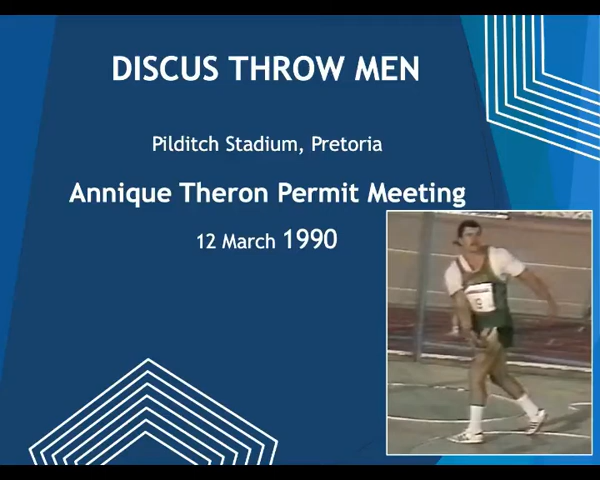 DISCUS THROW MEN
Pilditch Stadium, Pretoria
Annique Theron Permit Meeting
12 March 1990